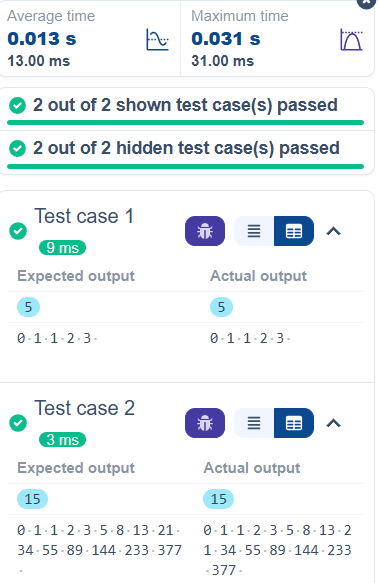 Average time
0.013 s
13.00 ms
Maximum time
0.031 s
31.00 ms
2 out of 2 shown test case(s) passed
2 out of 2 hidden test case(s) passed
Test case 1
9 ms
Expected output
Actual output
5
5
0·1·1·2·3·
0·1·1·2·3·
Test case 2
3 ms
Expected output
Actual output
15
15
0·1·1·2·3·5·8·13·21·
34·55·89·144·233·377
·
0·1·1·2·3·5·8·13·2
1·34·55·89·144·233
·377·